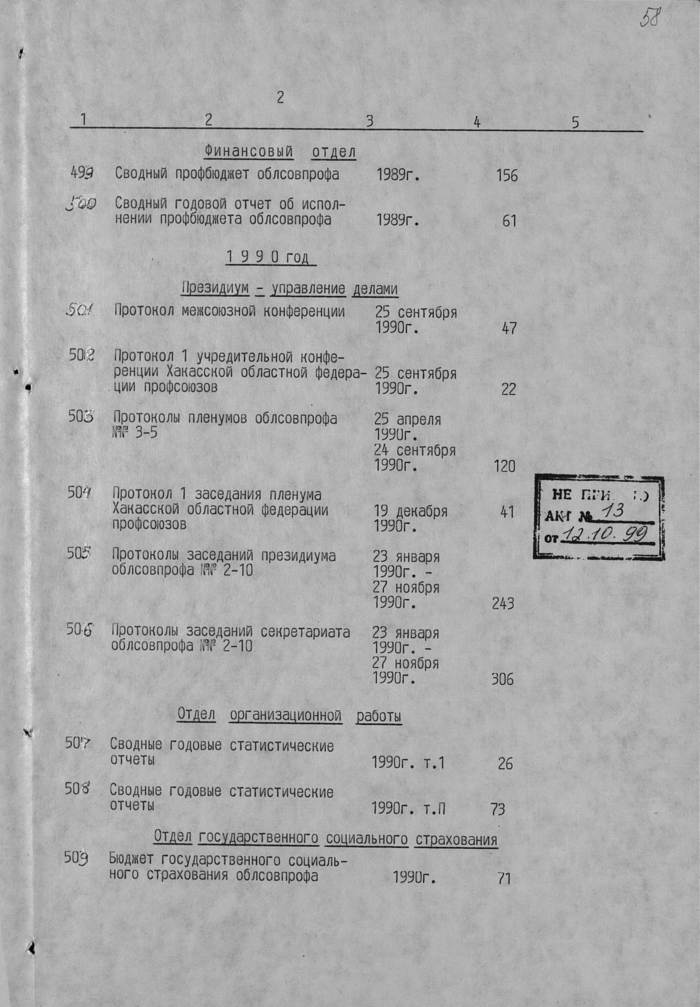 58
2
1 2 3 4 5
Финансовый отдел
499 Сводный профбюджет облсовпрофа 1989г. 156
500 Сводный годовой отчет об испол-
нении профбюджета облсовпрофа 1989г. 61
1990 год
Президиум - управление делами
501 Протокол межсоюзной конференции 25 сентября
1990г. 47
502 Протокол 1 учредительной конфе-
ренции Хакасской областной федера- 25 сентября
ции профсоюзов 1990г. 22
503 Протоколы пленумов облсовпрофа 25 апреля
№№ 3-5 1990г.
24 сентября
1990г. 120
504 Протокол 1 заседания пленума
Хакасской областной федерации 19 декабря 41
профсоюзов 1990г.
НЕ
АКТ № 13
от 12.10.99
505 Протоколы заседаний президиума 23 января
облсовпрофа №№ 2-10 1990г. -
27 ноября
1990г. 243
506 Протоколы заседаний секретариата 23 января
облсовпрофа №№ 2-10 1990г. -
27 ноября
1990г. 306
Отдел организационной работы
507 Сводные годовые статистические
отчеты 1990г. т.1 26
508 Сводные годовые статистические
отчеты 1990г. т.П 73
Отдел государственного социального страхования
509 Бюджет государственного социаль-
ного страхования облсовпрофа 1990г. 71